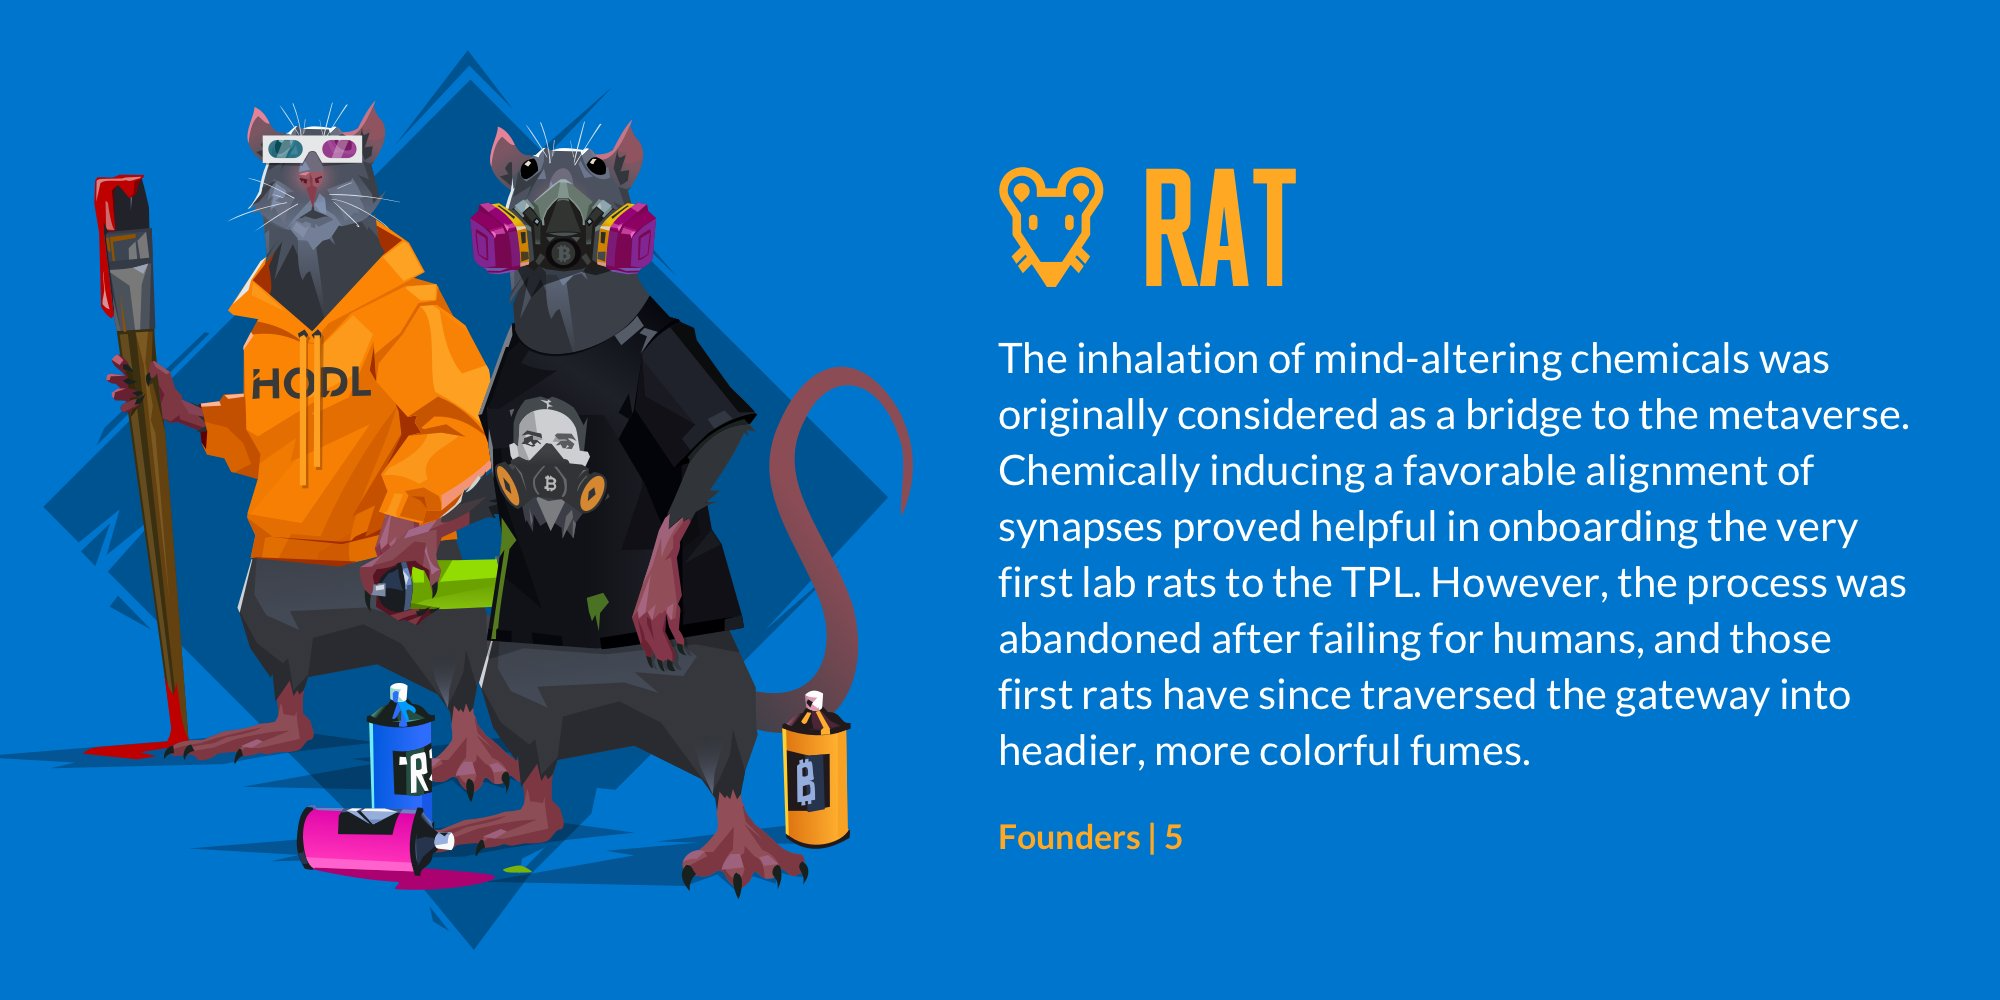 HODL
RAT
The inhalation of mind-altering chemicals was
originally considered as a bridge to the metaverse.
Chemically inducing a favorable alignment of
synapses proved helpful in onboarding the very
first lab rats to the TPL. However, the process was
abandoned after failing for humans, and those
first rats have since traversed the gateway into
headier, more colorful fumes.
Founders | 5